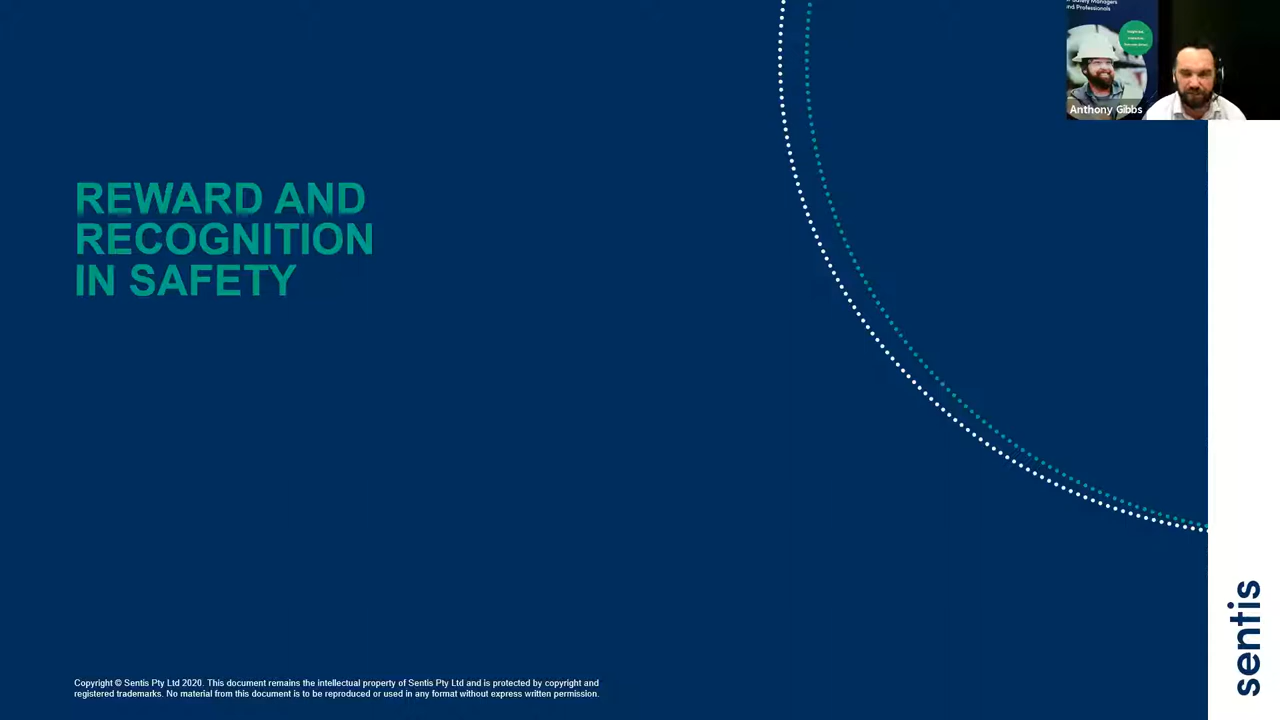 REWARD AND
RECOGNITION
IN SAFETY
and Professionals
Anthony Gibbs
sentis
Copyright © Sentis Pty Ltd 2020. This document remains the intellectual property of Sentis Pty Ltd and is protected by copyright and
registered trademarks. No material from this document is to be reproduced or used in any format without express written permission.